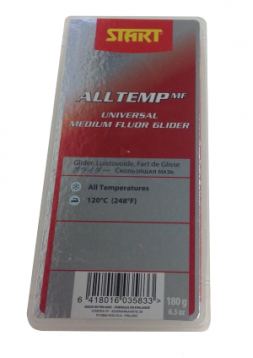 START
ALLTEMP MF
UNIVERSAL
MEDIUM FLUOR GLIDER
Glider, Luistovoide, Fart de Glisse
グライダー Скользящая мазь
All Temperatures
120°C (248°F)
180 g
6.3 oz
6 418016 035833 >